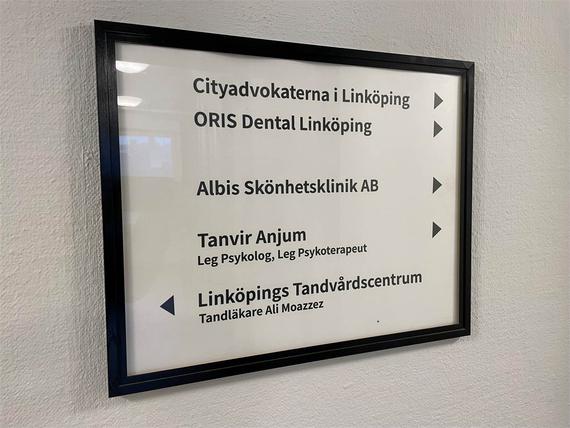 Cityadvokaterna i Linköping
ORIS Dental Linköping
Albis Skönhetsklinik AB
Tanvir Anjum
Leg Psykolog, Leg Psykoterapeut
Linköpings Tandvårdscentrum
Tandläkare Ali Moazzez